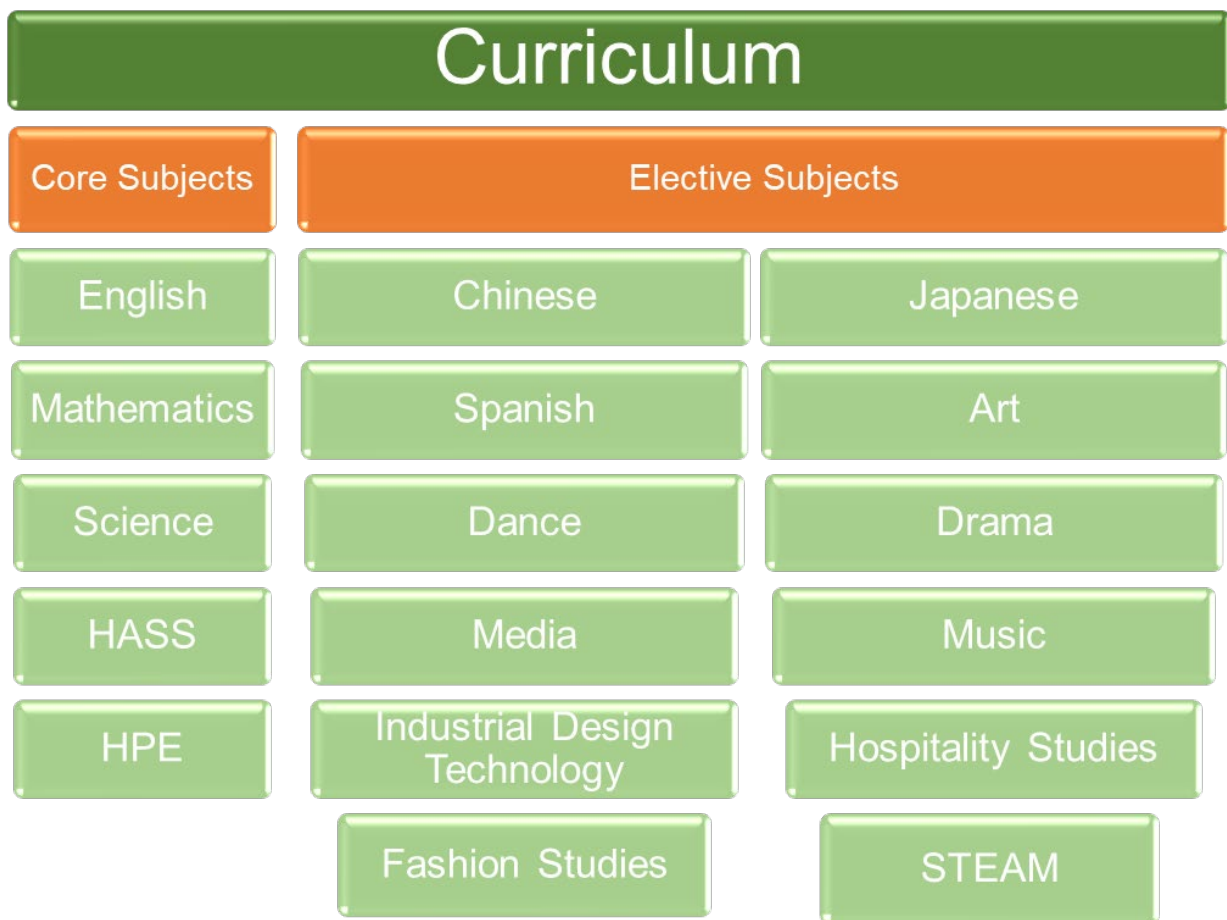 Curriculum
Core Subjects
Elective Subjects
English
Chinese
Japanese
Mathematics
Spanish
Art
Science
Dance
Drama
HASS
Media
Music
HPE
Industrial Design
Technology
Hospitality Studies
Fashion Studies
STEAM